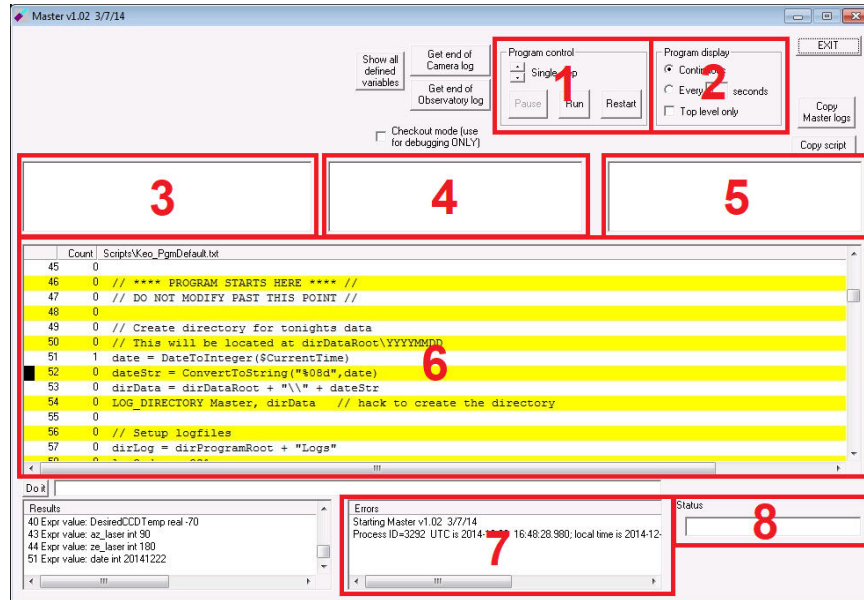 Master v1.02 3/7/14
Show all defined variables
Get end of Camera log
Get end of Observatory log
Checkout mode (use for debugging ONLY)
Program control
Single
1
Pause
Run
Restart
Program display
Continuous
Every
seconds
2
Top level only
EXIT
Copy Master logs
Copy script
3
4
5
Count Scripts\Keo_PgmDefault.txt
45 0
46 0 // **** PROGRAM STARTS HERE **** //
47 0 // DO NOT MODIFY PAST THIS POINT //
48 0
49 0 // Create directory for tonights data
50 0 // This will be located at dirDataRoot\YYYYMMDD
51 1 date = DateToInteger($CurrentTime)
52 0 dateStr = ConvertToString("%08d",date)
53 0 dirData = dirDataRoot + "\\" + dateStr
54 0 LOG_DIRECTORY Master, dirData // hack to create the directory
55 0
56 0 // Setup logfiles
57 0 dirLog = dirProgramRoot + "Logs"
6
Do it
Results
40 Expr value: DesiredCCDTemp real -70
43 Expr value: az_laser int 90
44 Expr value: ze_laser int 180
51 Expr value: date int 20141222
Errors
Starting Master v1.02 3/7/14
Process ID=3292 UTC is 16:48:28.980; local time is 2014-12-
7
Status
8